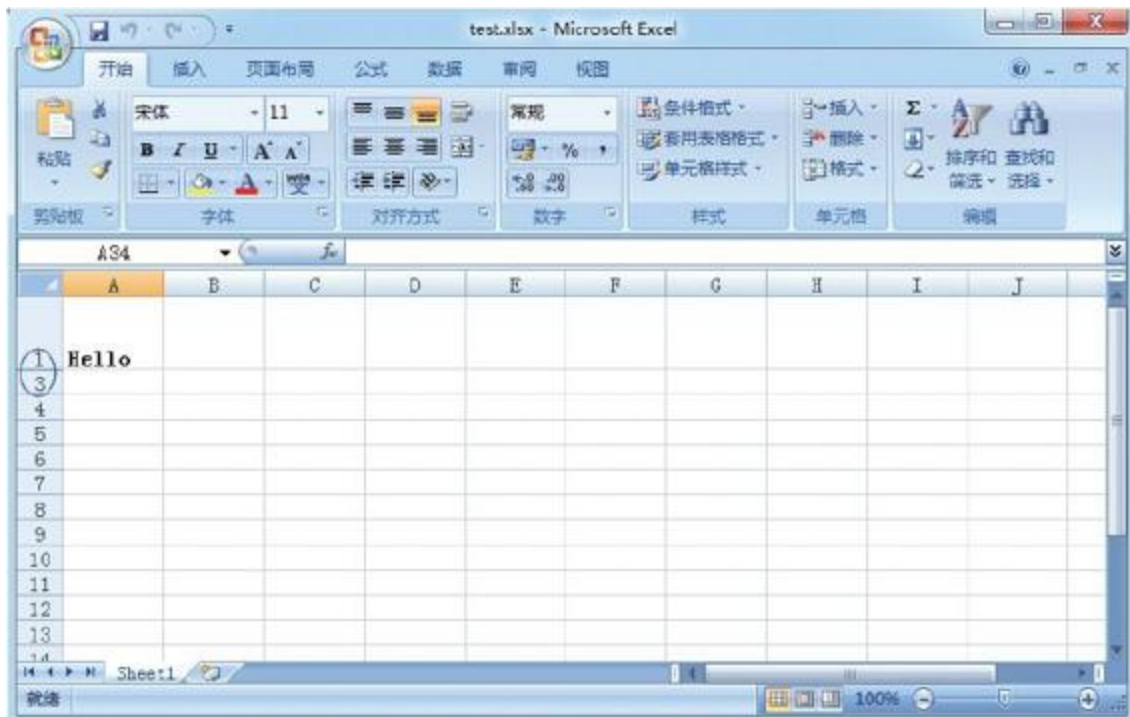 test.xlsx - Microsoft Excel
开始 插入 页面布局 公式 数据 审阅 视图
宋体 11 常规 条件格式 插入 Σ
粘贴 B I U A A % , 套用表格格式 删除 排序和 查找和
A 单元格样式 格式 筛选 选择
剪贴板 字体 对齐方式 数字 样式 单元格 编辑
A34 fx
A B C D E F G H I J
1 Hello
3
4
5
6
7
8
9
10
11
12
13
14
Sheet1
就绪 100%